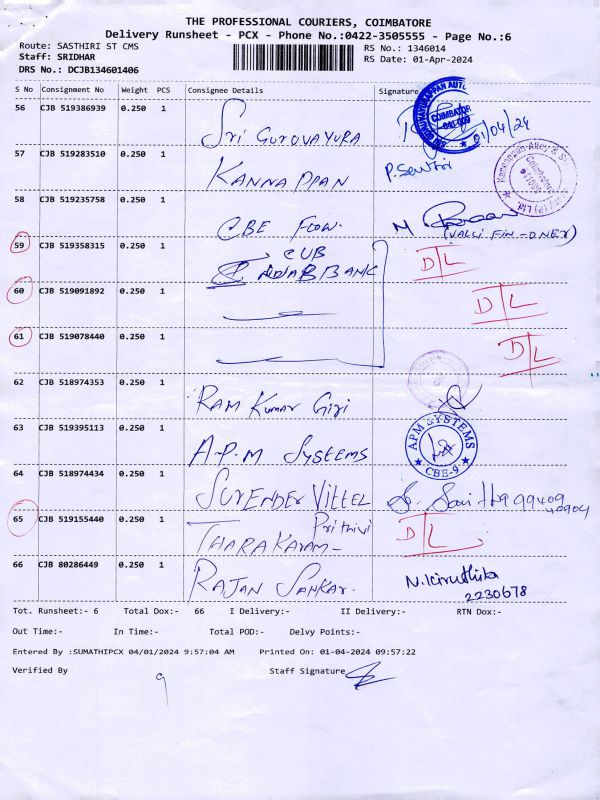 THE PROFESSIONAL COURIERS, COIMBATORE
Delivery Runsheet - PCX - Phone No.:0422-3505555 - Page No.:6
Route: SASTHIRI ST CMS
RS No.: 1346014
Staff: SRIDHAR
RS Date: 01-Apr-2024
DRS No.: DCJB134601406
S No Consignment No Weight PCS Consignee Details Signature
56 CJB 519386939 0.250 1 SRI GUROVAYURA 01/04/24
COIMBATORE
57 CJB 519283510 0.250 1 KANNAPPAN P. Senthi
58 CJB 519235758 0.250 1 CBE FLOW.
(VALLI FIN-ONEX)
59 CJB 519358315 0.250 1 CUB BANK D/L
60 CJB 519091892 0.250 1 D/L
61 CJB 519078440 0.250 1 D/L
62 CJB 518974353 0.250 1 RAM KUMAR Giri
63 CJB 519395113 0.250 1 A.P.M SYSTEMS
APM SYSTEMS
CBE-9
64 CJB 518974434 0.250 1 SURENDER VITTEL
65 CJB 519155440 0.250 1 Prithivi D/L
THARAKARAM-
66 CJB 80286449 0.250 1 RAJAN SANKAR. N.kiruthika
2230678
Tot. Runsheet:- 6 Total Dox:- 66 I Delivery:- II Delivery:- RTN Dox:-
Out Time:- In Time:- Total POD:- Delvy Points:-
Entered By :SUMATHIPCX 04/01/2024 9:57:04 AM Printed On: 01-04-2024 09:57:22
Verified By Staff Signature